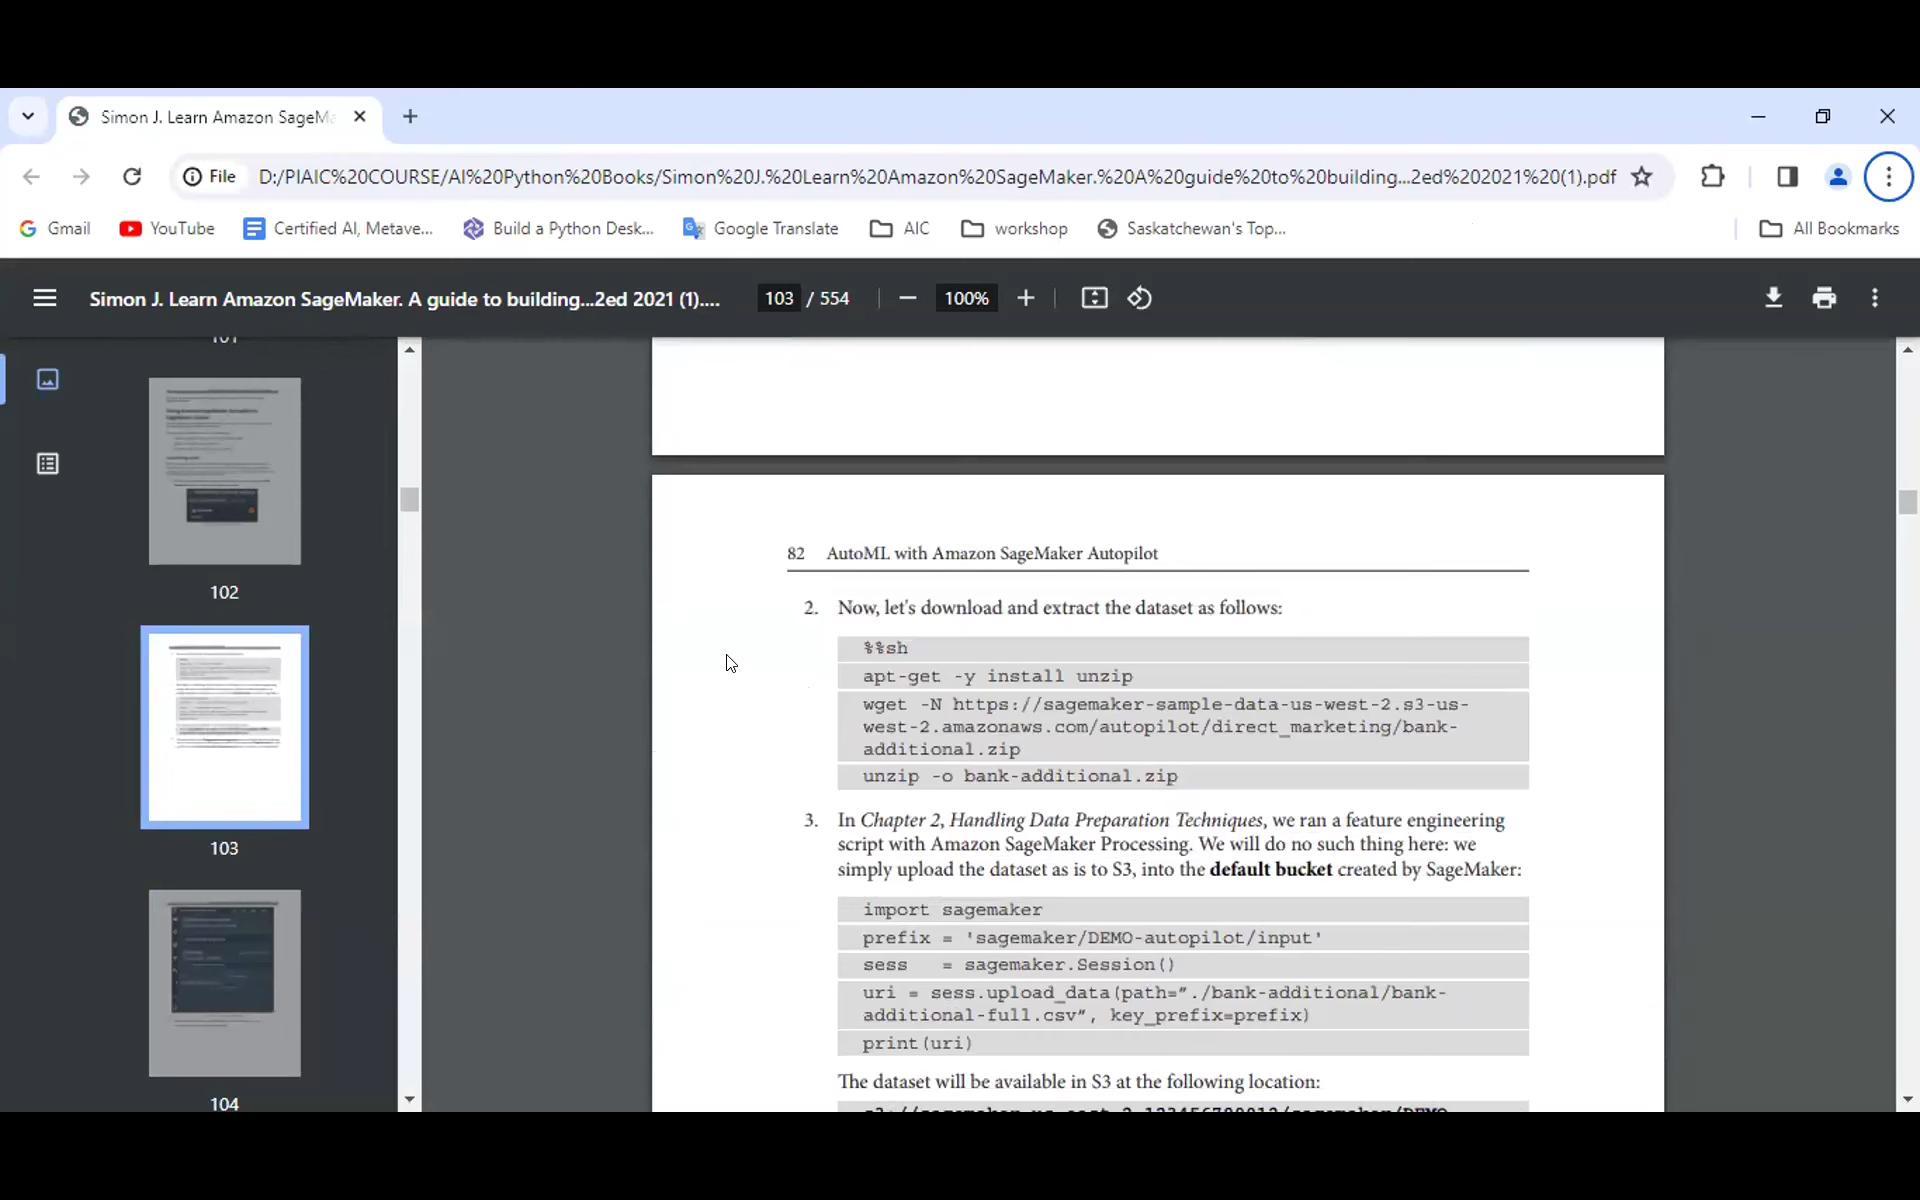 Simon J. Learn Amazon SageMa
File D:/PIAIC%20COURSE/AI%20Python%20Books/Simon%20J.%20Learn%20Amazon%20SageMaker.%20A%20guide%20to%20building...2ed%202021%20(1).pdf
Gmail YouTube Certified AI, Metave... Build a Python Desk... Google Translate AIC workshop Saskatchewan's Top... All Bookmarks
Simon J. Learn Amazon SageMaker. A guide to building...2ed 2021 (1).... 103 / 554 100%
101
102
103
104
82 AutoML with Amazon SageMaker Autopilot
2. Now, let's download and extract the dataset as follows:
%%sh
apt-get -y install unzip
wget -N https://sagemaker-sample-data-us-west-2.s3-us-
west-2.amazonaws.com/autopilot/direct_marketing/bank-
additional.zip
unzip -o bank-additional.zip
3. In Chapter 2, Handling Data Preparation Techniques, we ran a feature engineering
script with Amazon SageMaker Processing. We will do no such thing here: we
simply upload the dataset as is to S3, into the default bucket created by SageMaker:
import sagemaker
prefix = 'sagemaker/DEMO-autopilot/input'
sess = sagemaker.Session()
uri = sess.upload_data(path=″./bank-additional/bank-
additional-full.csv″, key_prefix=prefix)
print(uri)
The dataset will be available in S3 at the following location: